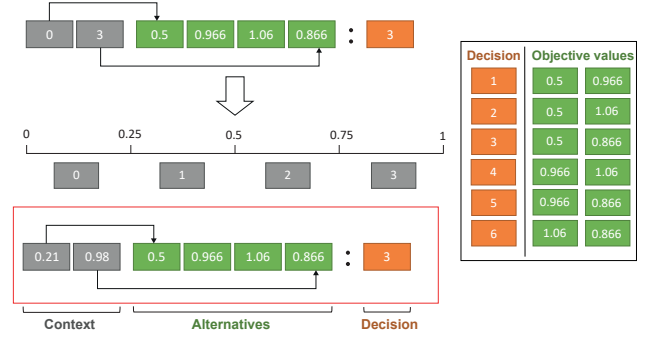 0 3 0.5 0.966 1.06 0.866 : 3
0 0.25 0.5 0.75 1
0 1 2 3
0.21 0.98 0.5 0.966 1.06 0.866 : 3
Context Alternatives Decision
Decision Objective values
1 0.5 0.966
2 0.5 1.06
3 0.5 0.866
4 0.966 1.06
5 0.966 0.866
6 1.06 0.866